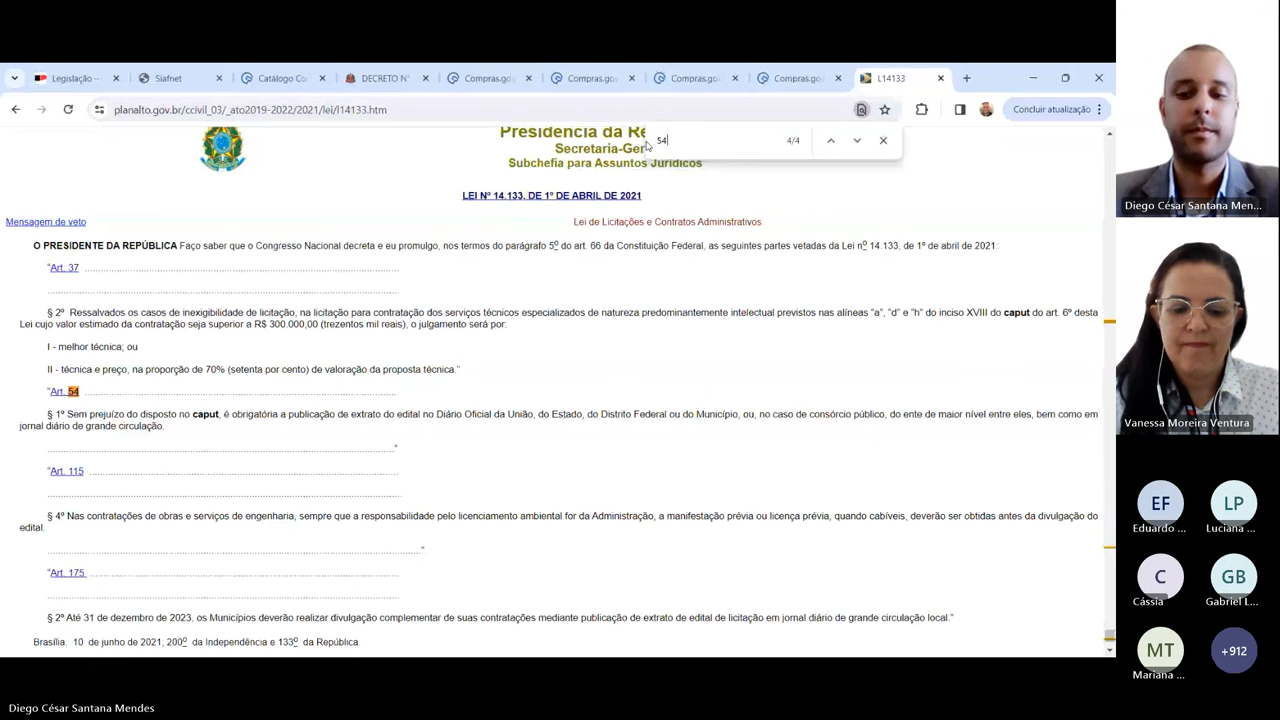 Legislação –
Siafnet
Catálogo Co
DECRETO Nº
Compras.go
Compras.go
Compras.go
Compras.go
L14133
planalto.gov.br/ccivil_03/_ato2019-2022/2021/lei/l14133.htm
Concluir atualização
54
4/4
Presidência da Re
Secretaria-Ger
Subchefia para Assuntos Jurídicos
LEI Nº 14.133, DE 1º DE ABRIL DE 2021
Mensagem de veto
Lei de Licitações e Contratos Administrativos
O PRESIDENTE DA REPÚBLICA Faço saber que o Congresso Nacional decreta e eu promulgo, nos termos do parágrafo 5º do art. 66 da Constituição Federal, as seguintes partes vetadas da Lei nº 14.133, de 1º de abril de 2021:
“Art. 37 ................................................................
................................................................
§ 2º Ressalvados os casos de inexigibilidade de licitação, na licitação para contratação dos serviços técnicos especializados de natureza predominantemente intelectual previstos nas alíneas “a”, “d” e “h” do inciso XVIII do caput do art. 6º desta
Lei cujo valor estimado da contratação seja superior a R$ 300.000,00 (trezentos mil reais), o julgamento será por:
I - melhor técnica; ou
II - técnica e preço, na proporção de 70% (setenta por cento) de valoração da proposta técnica.”
“Art. 54 ................................................................
§ 1º Sem prejuízo do disposto no caput, é obrigatória a publicação de extrato do edital no Diário Oficial da União, do Estado, do Distrito Federal ou do Município, ou, no caso de consórcio público, do ente de maior nível entre eles, bem como em
jornal diário de grande circulação.
................................................................”
“Art. 115 ................................................................
................................................................
§ 4º Nas contratações de obras e serviços de engenharia, sempre que a responsabilidade pelo licenciamento ambiental for da Administração, a manifestação prévia ou licença prévia, quando cabíveis, deverão ser obtidas antes da divulgação do
edital.
................................................................”
“Art. 175 ................................................................
................................................................
§ 2º Até 31 de dezembro de 2023, os Municípios deverão realizar divulgação complementar de suas contratações mediante publicação de extrato de edital de licitação em jornal diário de grande circulação local.”
Brasília, 10 de junho de 2021; 200º da Independência e 133º da República.
Diego César Santana Men...
Vanessa Moreira Ventura
EF
Eduardo ...
LP
Luciana ...
C
Cássia
GB
Gabriel L...
MT
Mariana ...
+912
Diego César Santana Mendes